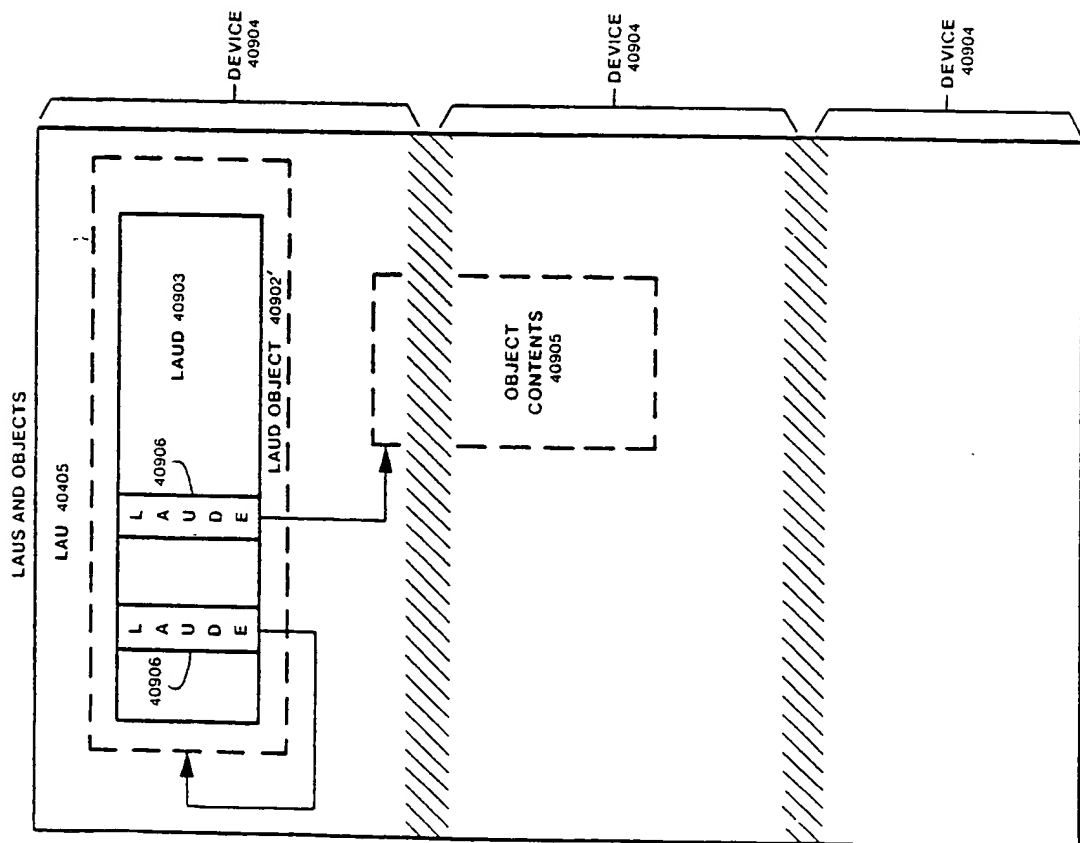 LAUS AND OBJECTS
LAU 40405
40906
L A U D E
40906
L A U D E
LAUD 40903
LAUD OBJECT 40902'
OBJECT
CONTENTS
40905
DEVICE
40904
DEVICE
40904
DEVICE
40904